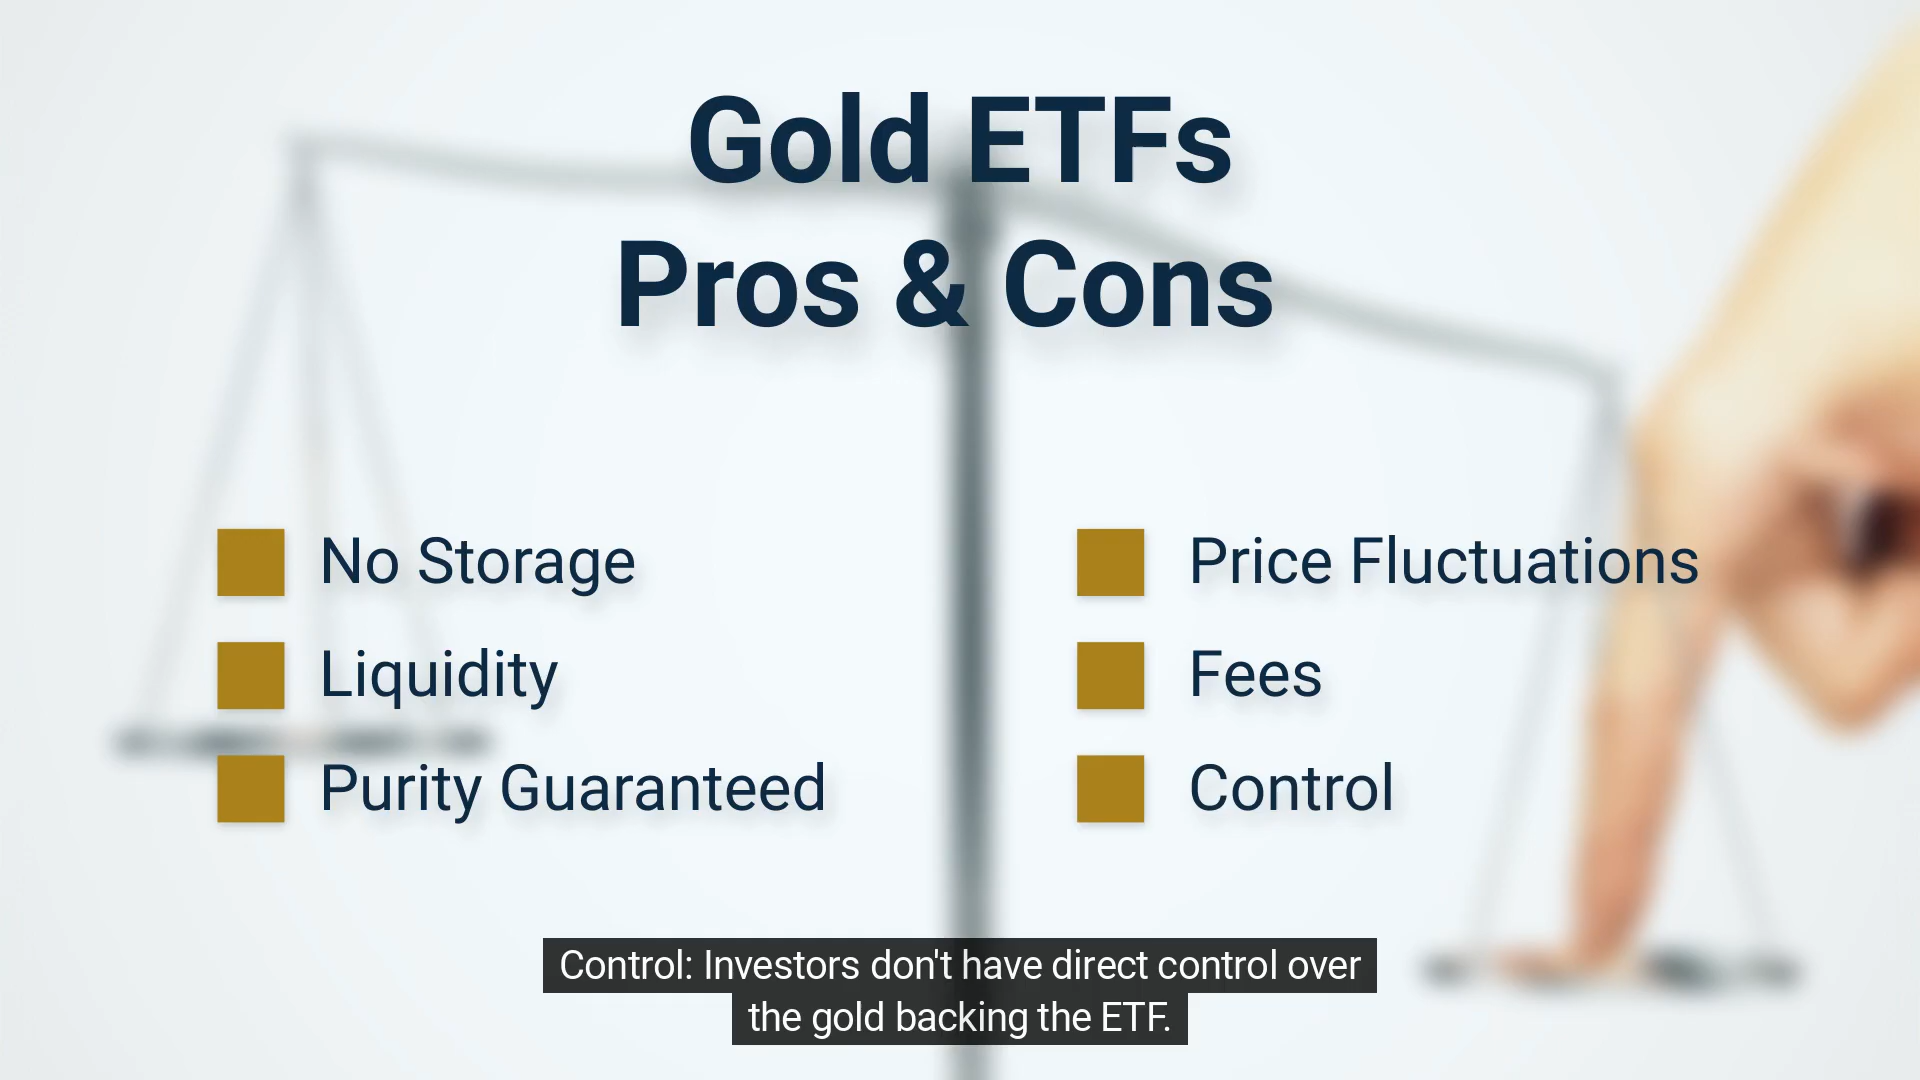 Gold ETFs
Pros & Cons
No Storage
Liquidity
Purity Guaranteed
Price Fluctuations
Fees
Control
Control: Investors don't have direct control over
the gold backing the ETF.